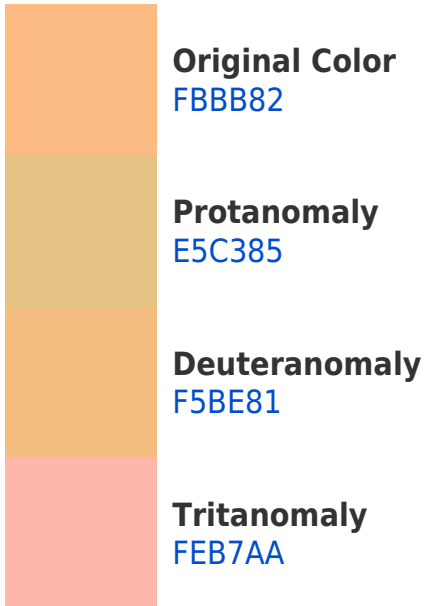 Original Color
FBBB82
Protanomaly
E5C385
Deuteranomaly
F5BE81
Tritanomaly
FEB7AA